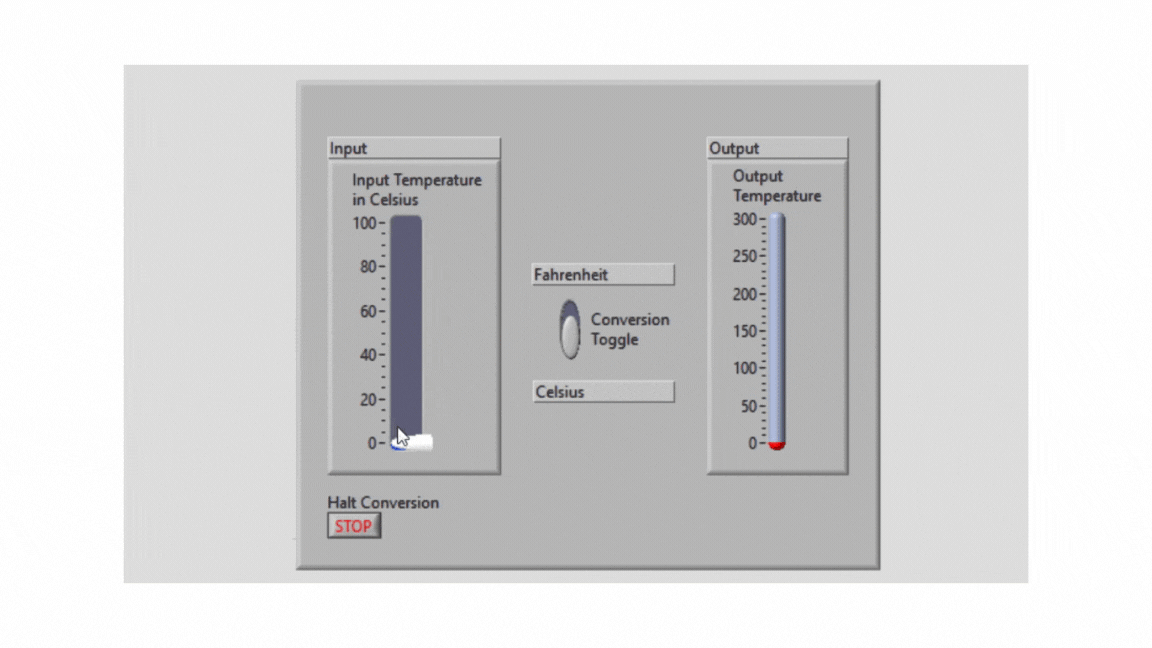 Input
Input Temperature
in Celsius
100
80
60
40
20
0
Fahrenheit
Conversion
Toggle
Celsius
Output
Output
Temperature
300
250
200
150
100
50
0
Halt Conversion
STOP